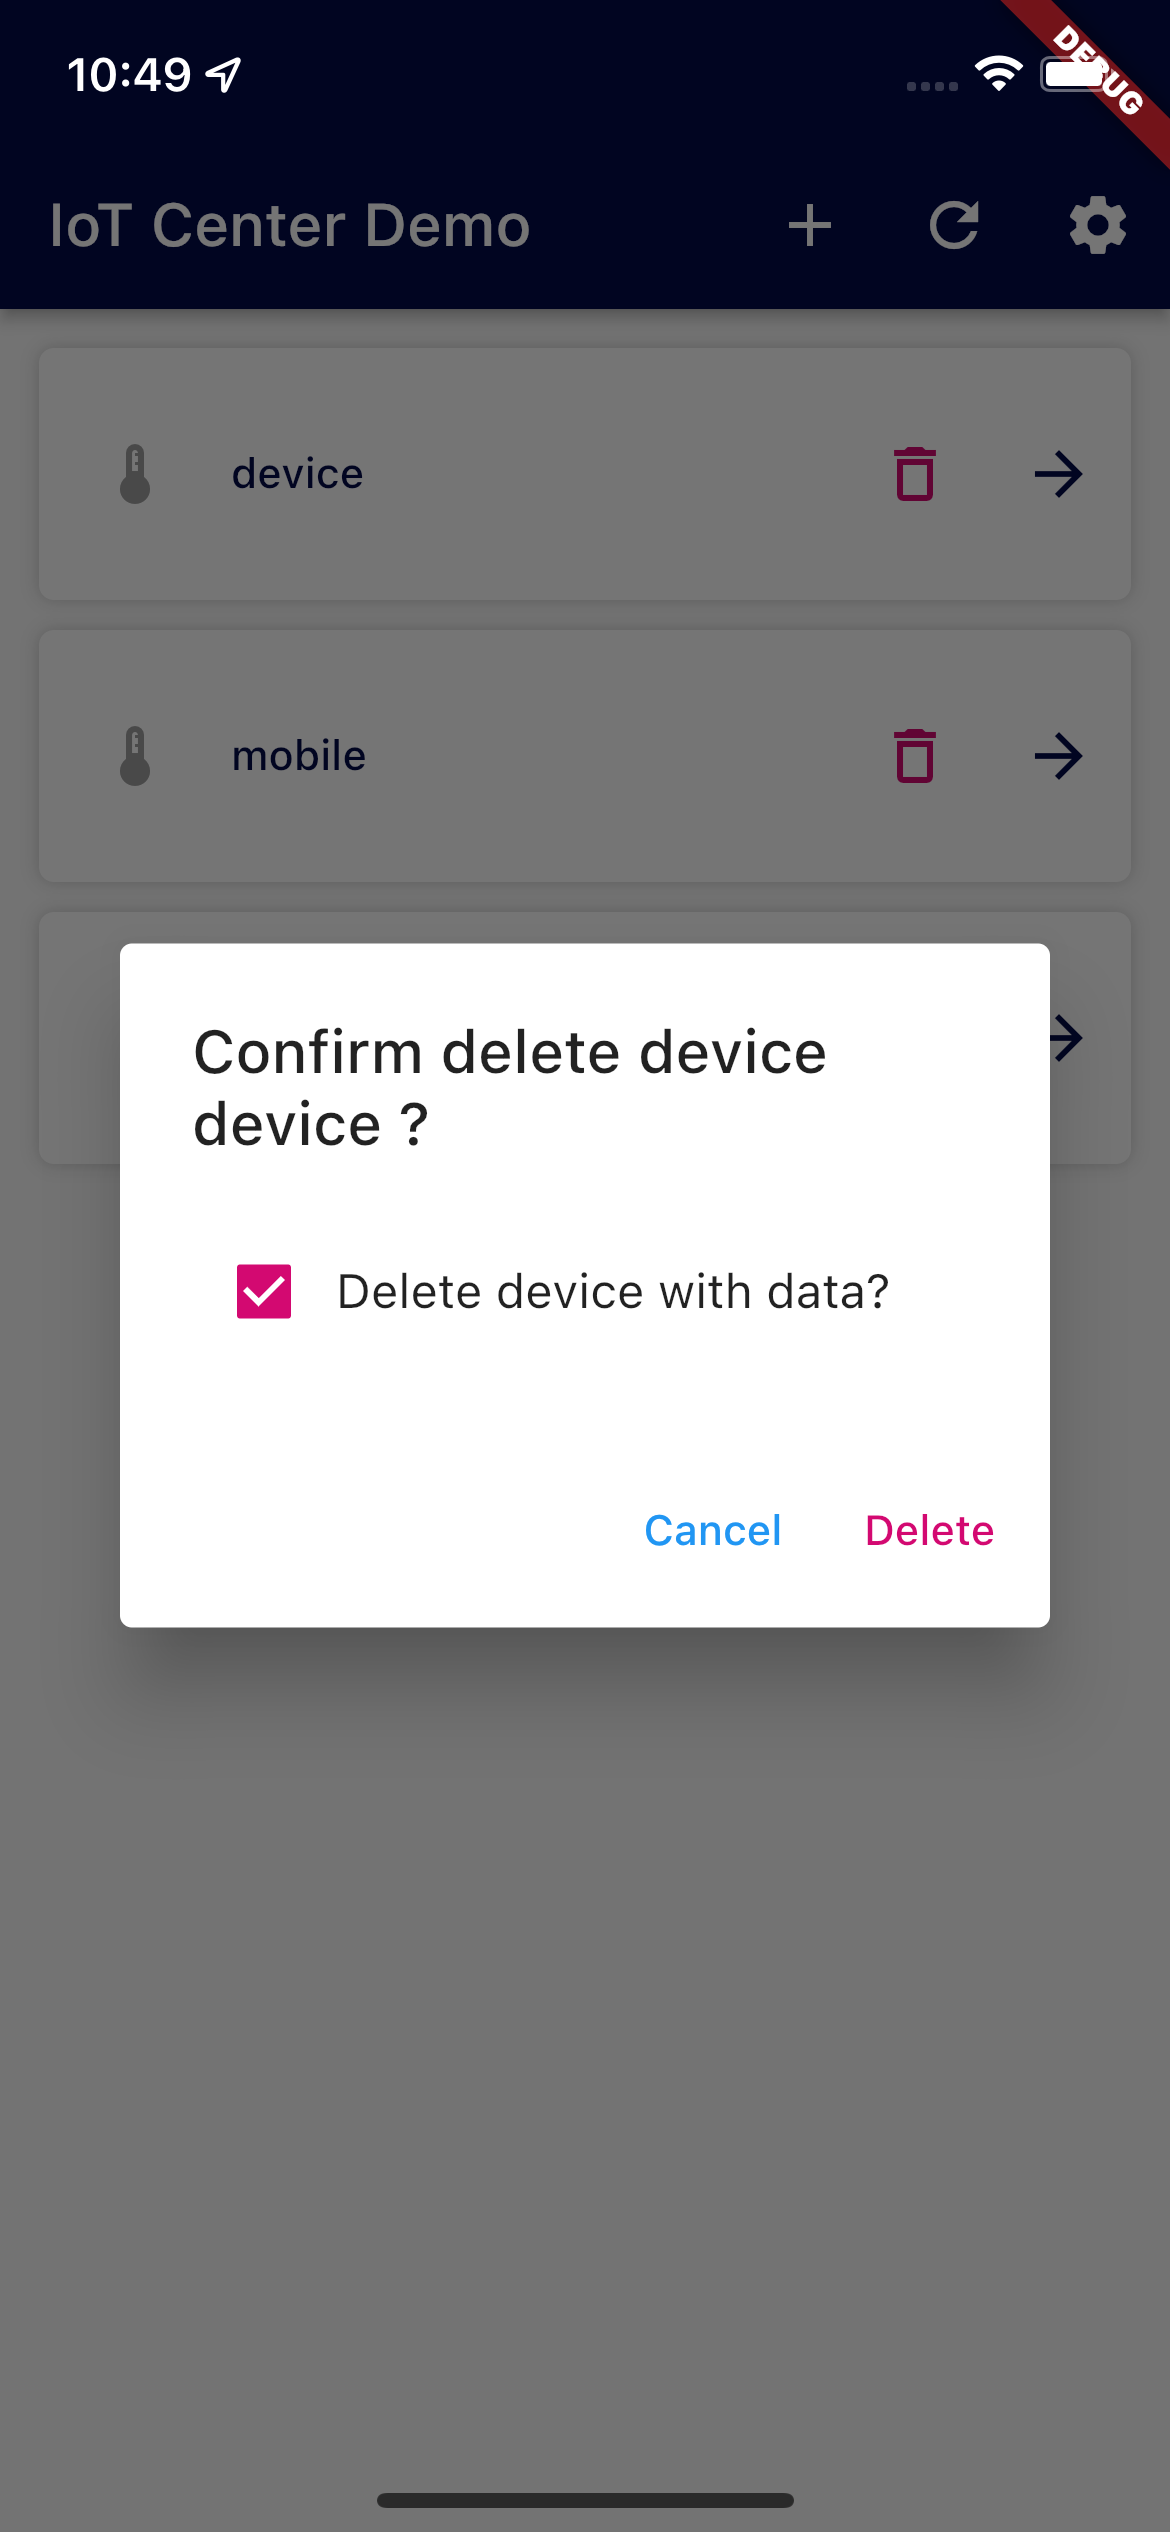 10:49
DEBUG
IoT Center Demo
device
mobile
Confirm delete device
device ?
Delete device with data?
Cancel
Delete